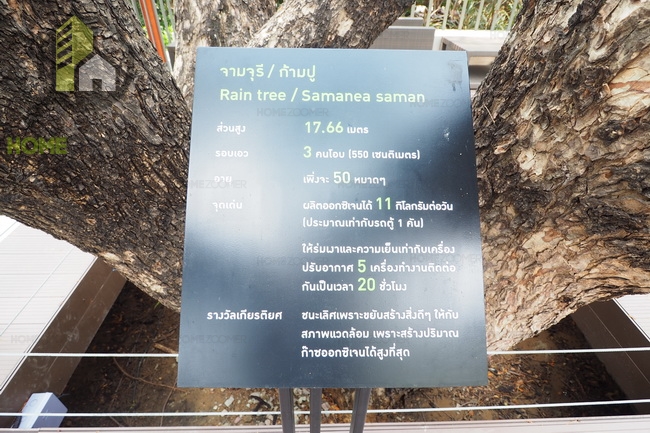 จามจุรี / ก้ามปู
Rain tree / Samanea saman
ส่วนสูง 17.66 เมตร
รอบเอว 3 คนโอบ (550 เซนติเมตร)
อายุ เพิ่งจะ 50 หยาดๆ
จุดเด่น ผลิตออกซิเจนได้ 11 กิโลกรัมต่อวัน
(ประมาณเท่ากับรถตู้ 1 คัน)
ให้ร่มเงาและความเย็นเท่ากับเครื่อง
ปรับอากาศ 5 เครื่องทำงานติดต่อ
กันเป็นเวลา 20 ชั่วโมง
รางวัลเกียรติยศ ชนะเลิศเพราะขยันสร้างสิ่งดีๆ ให้กับ
สภาพแวดล้อม เพราะสร้างปริมาณ
ก๊าซออกซิเจนได้สูงที่สุด
HOME
HOMEZOOMER
HOMEZOOMER